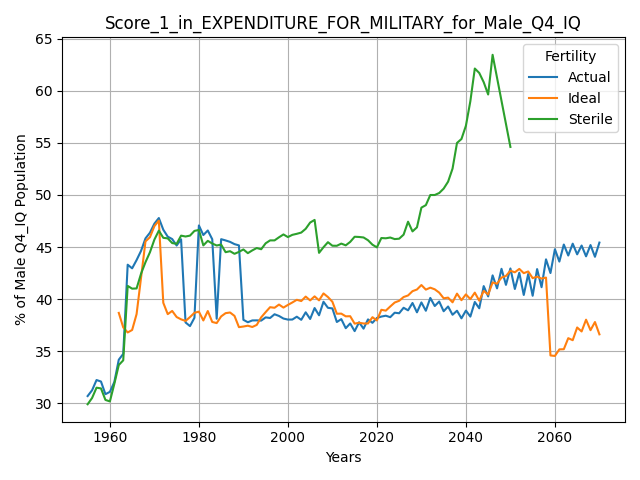 Score_1_in_EXPENDITURE_FOR_MILITARY_for_Male_Q4_IQ
Fertility
Actual
Ideal
Sterile
% of Male Q4_IQ Population
65
60
55
50
45
40
35
30
1960
1980
2000
2020
2040
2060
Years